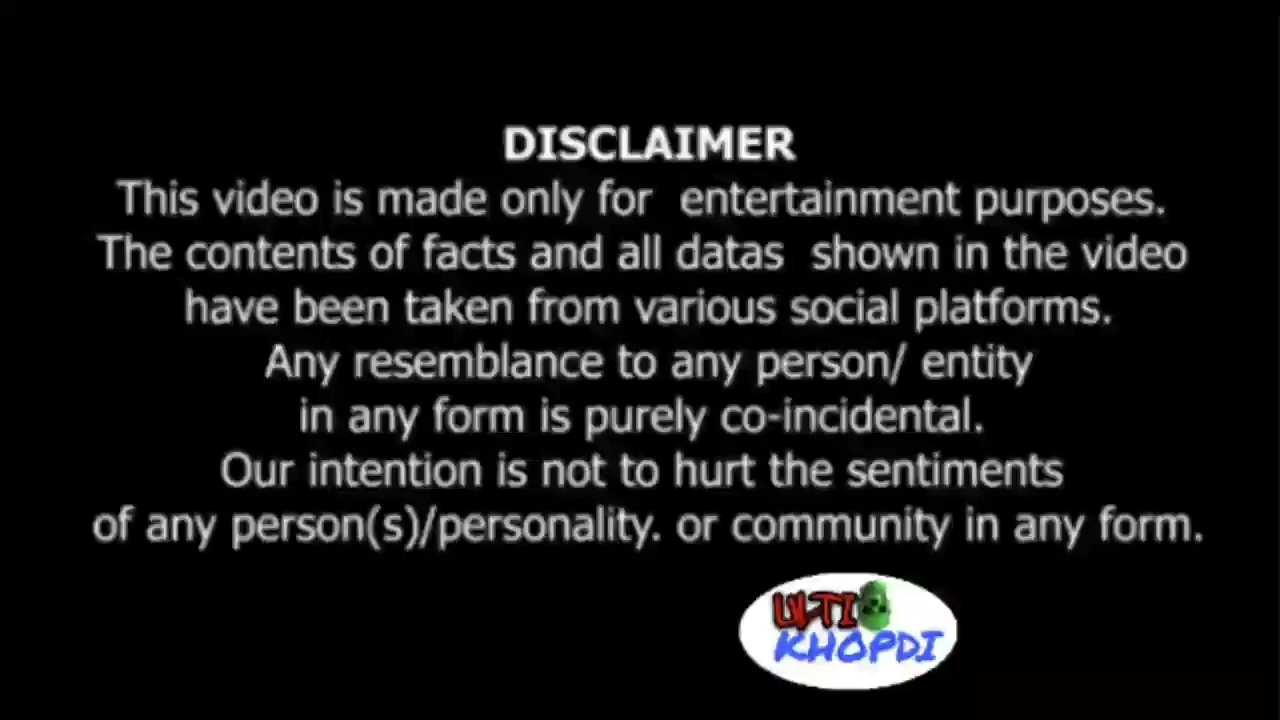 DISCLAIMER
This video is made only for entertainment purposes.
The contents of facts and all datas shown in the video
have been taken from various social platforms.
Any resemblance to any person/ entity
in any form is purely co-incidental.
Our intention is not to hurt the sentiments
of any person(s)/personality. or community in any form.
ULTI
KHOPDI